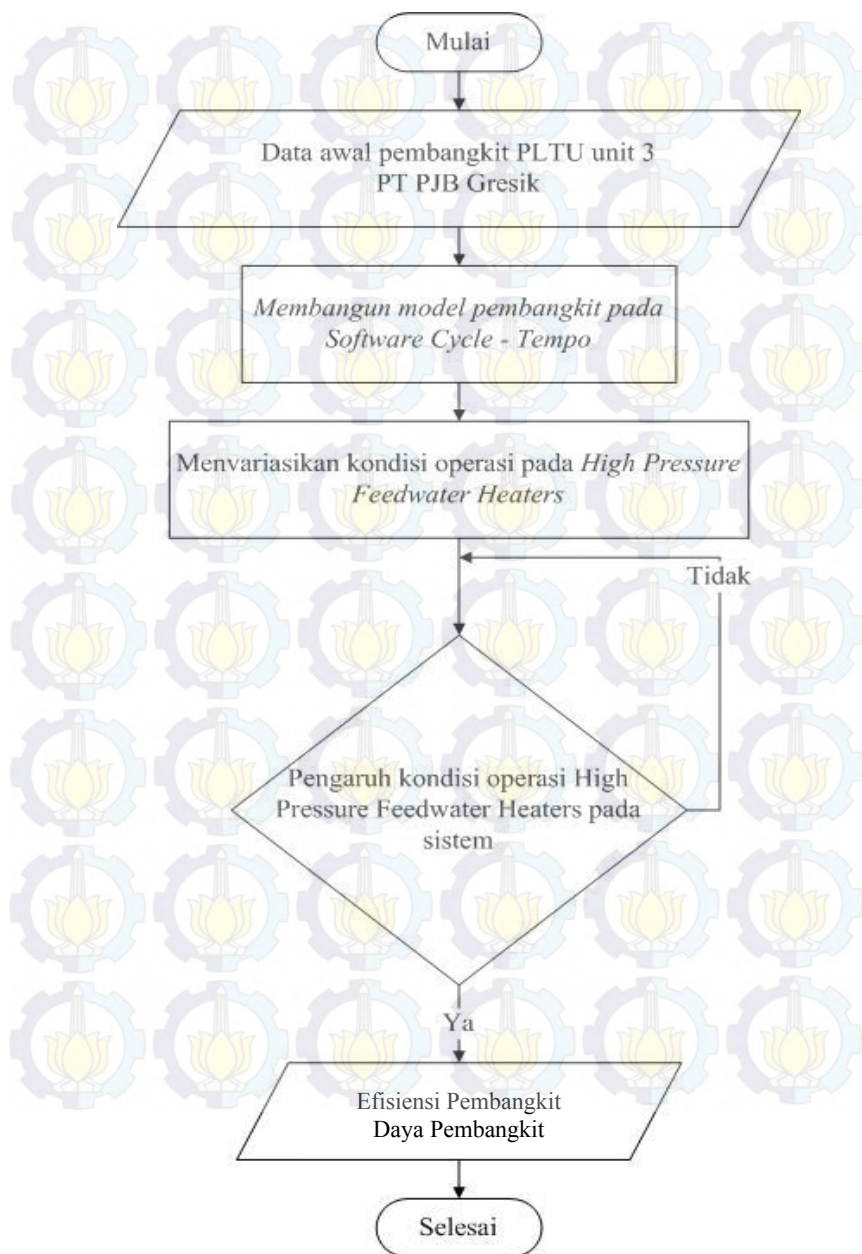 Mulai
Data awal pembangkit PLTU unit 3
PT PJB Gresik
Membangun model pembangkit pada
Software Cycle - Tempo
Menvariasikan kondisi operasi pada High Pressure
Feedwater Heaters
Tidak
Pengaruh kondisi operasi High
Pressure Feedwater Heaters pada
sistem
Ya
Efisiensi Pembangkit
Daya Pembangkit
Selesai